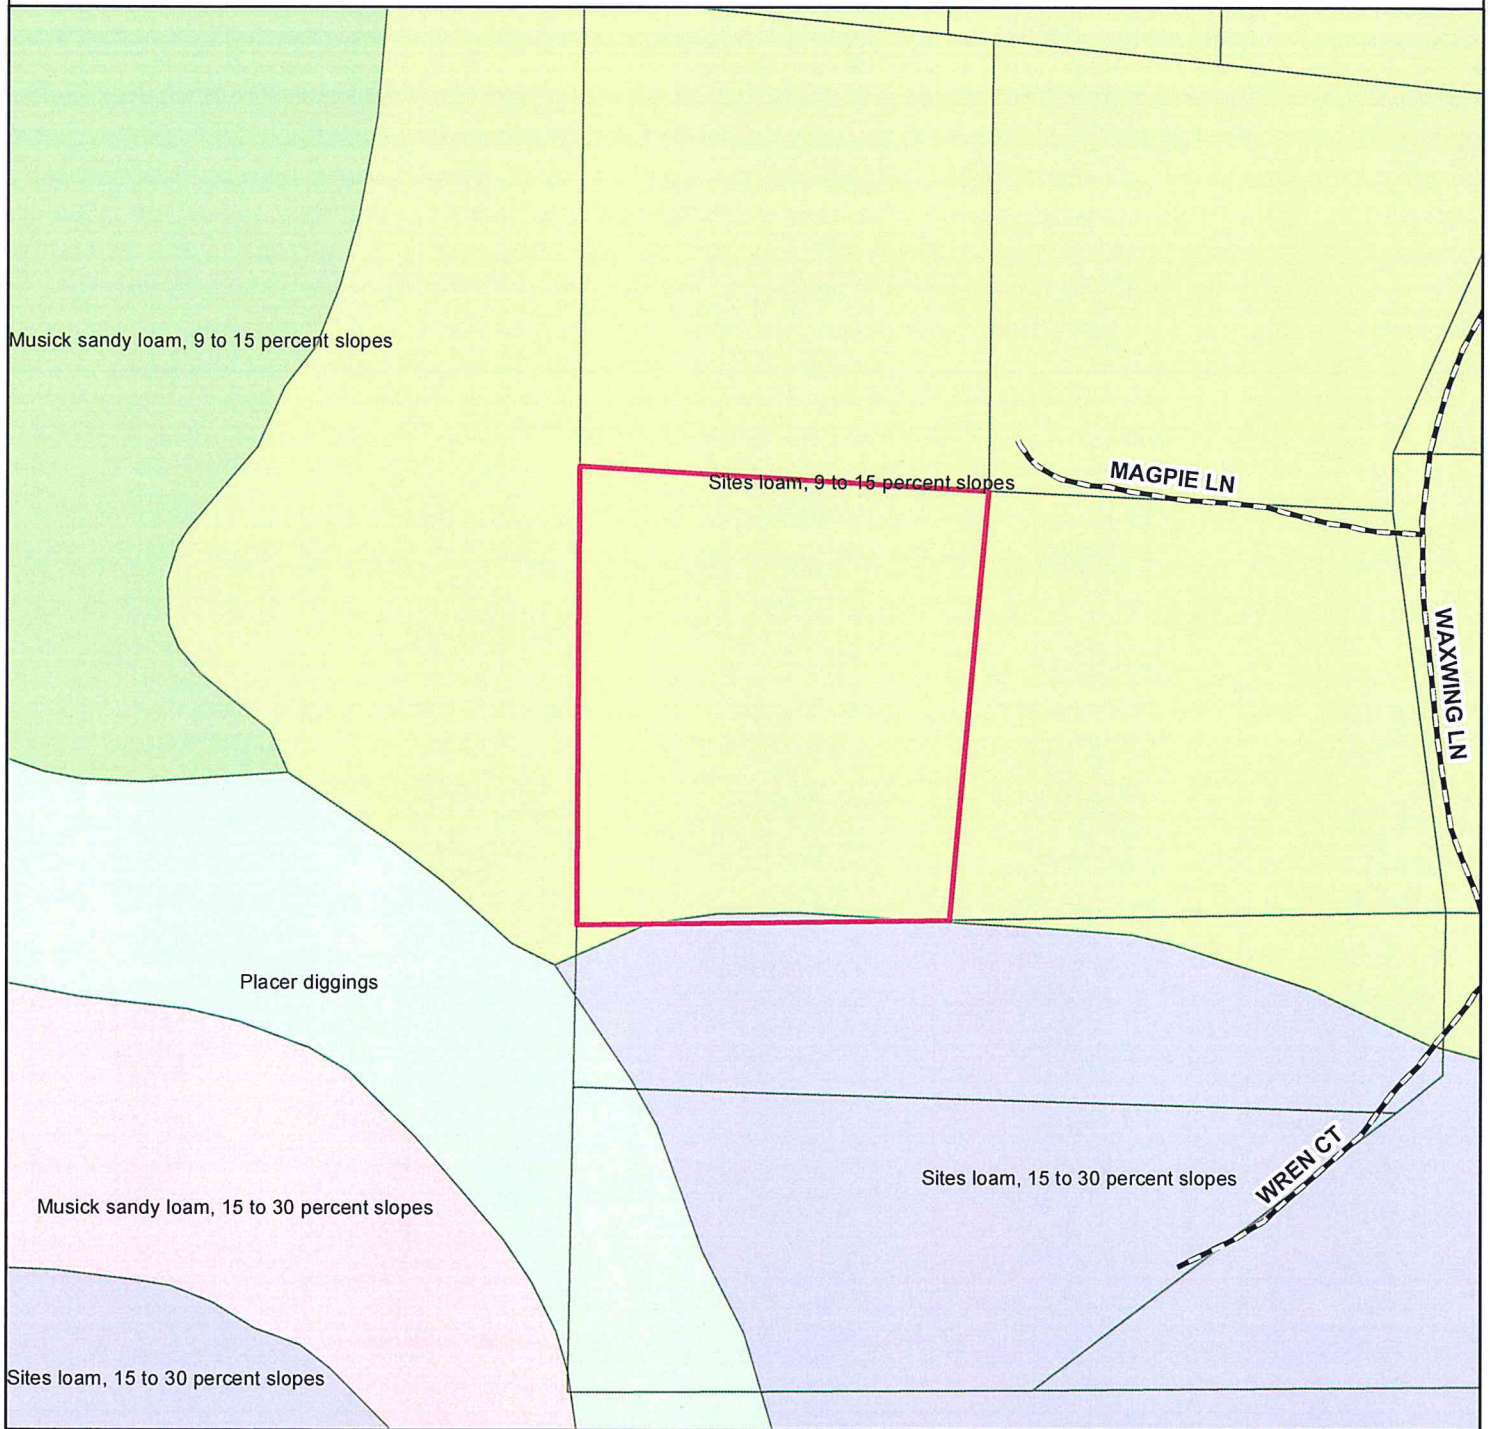 Musick sandy loam, 9 to 15 percent slopes
Sites loam, 9 to 15 percent slopes
MAGPIE LN
WAXWING LN
Placer diggings
Sites loam, 15 to 30 percent slopes
WREN CT
Musick sandy loam, 15 to 30 percent slopes
Sites loam, 15 to 30 percent slopes